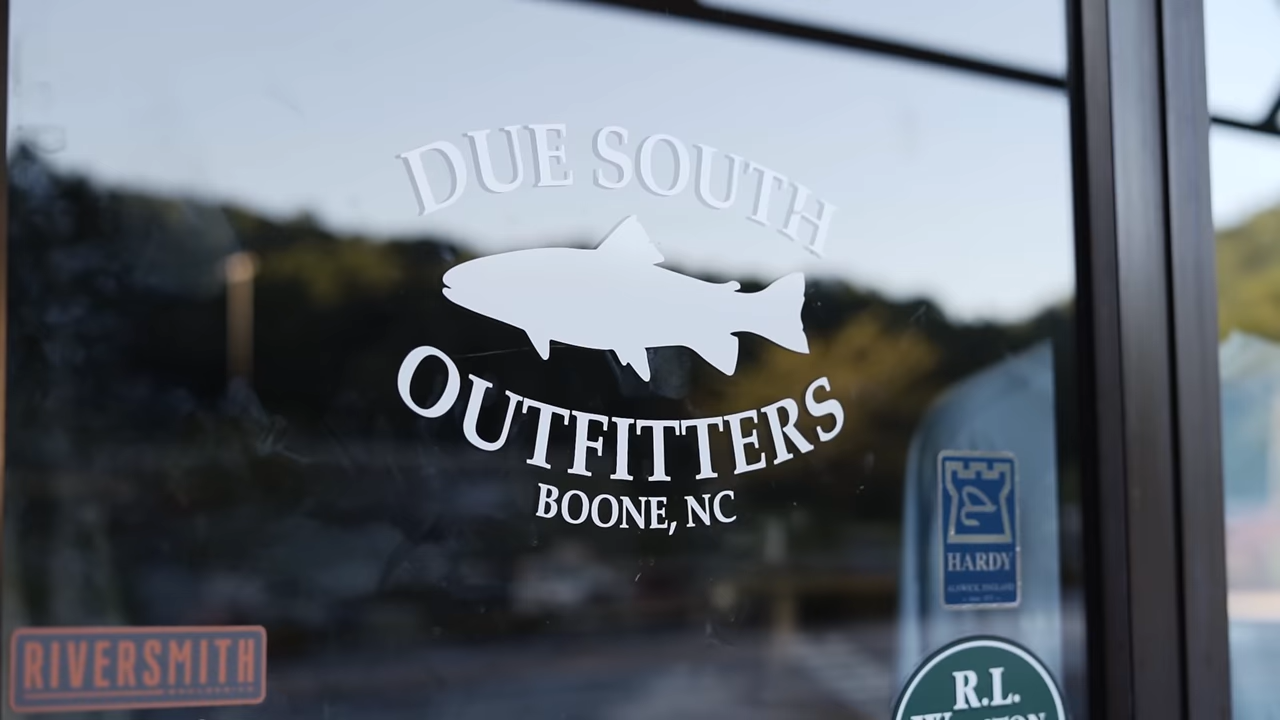 DUE SOUTH
OUTFITTERS
BOONE, NC
HARDY
RIVERSMITH
R.L.